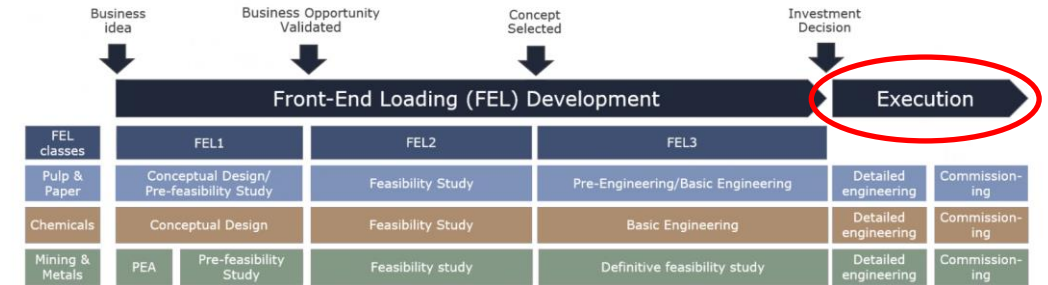 Business
idea
Business Opportunity
Validated
Concept
Selected
Investment
Decision
Front-End Loading (FEL) Development
Execution
FEL
classes
FEL1
FEL2
FEL3
Pulp &
Paper
Conceptual Design/
Pre-feasibility Study
Feasibility Study
Pre-Engineering/Basic Engineering
Detailed
engineering
Commission-
ing
Chemicals
Conceptual Design
Feasibility Study
Basic Engineering
Detailed
engineering
Commission-
ing
Mining &
Metals
PEA
Pre-feasibility
Study
Feasibility study
Definitive feasibility study
Detailed
engineering
Commission-
ing